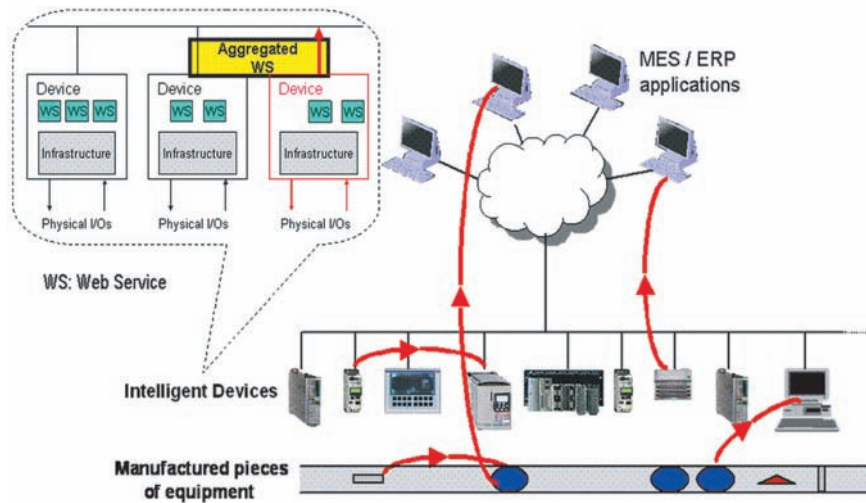 Aggregated
WS
MES / ERP
applications
Device
Device
Device
WS WS WS
WS WS
WS WS
Infrastructure
Infrastructure
Infrastructure
Physical I/Os
Physical I/Os
Physical I/Os
WS: Web Service
Intelligent Devices
Manufactured pieces
of equipment